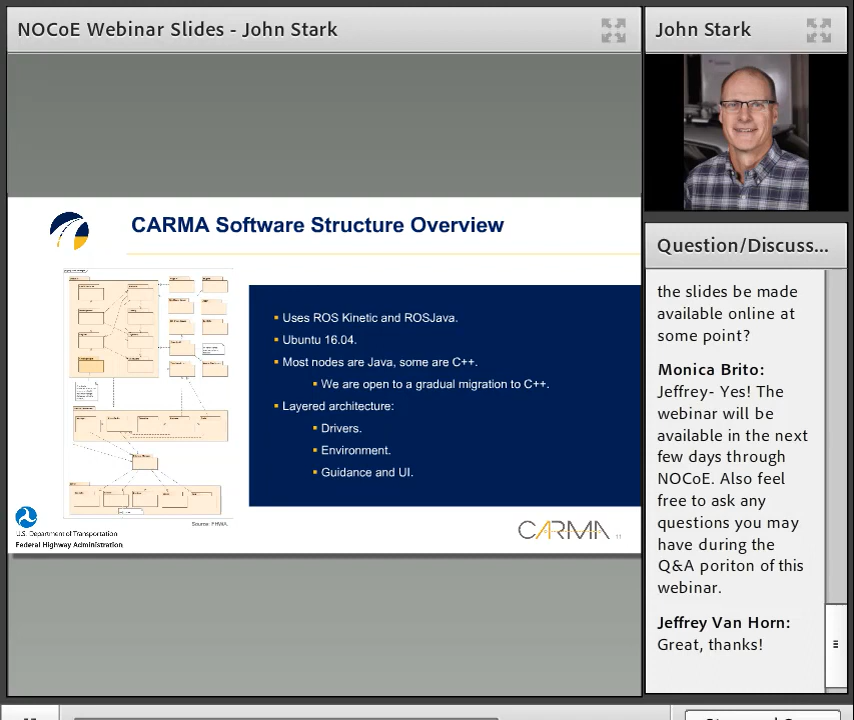 NOCoE Webinar Slides - John Stark
John Stark
CARMA Software Structure Overview
Uses ROS Kinetic and ROSJava.
Ubuntu 16.04.
Most nodes are Java, some are C++.
We are open to a gradual migration to C++.
Layered architecture:
Drivers.
Environment.
Guidance and UI.
Source: FHWA.
U.S. Department of Transportation
Federal Highway Administration
CARMA
11
Question/Discuss...
the slides be made
available online at
some point?
Monica Brito:
Jeffrey- Yes! The
webinar will be
available in the next
few days through
NOCoE. Also feel
free to ask any
questions you may
have during the
Q&A poriton of this
webinar.
Jeffrey Van Horn:
Great, thanks!